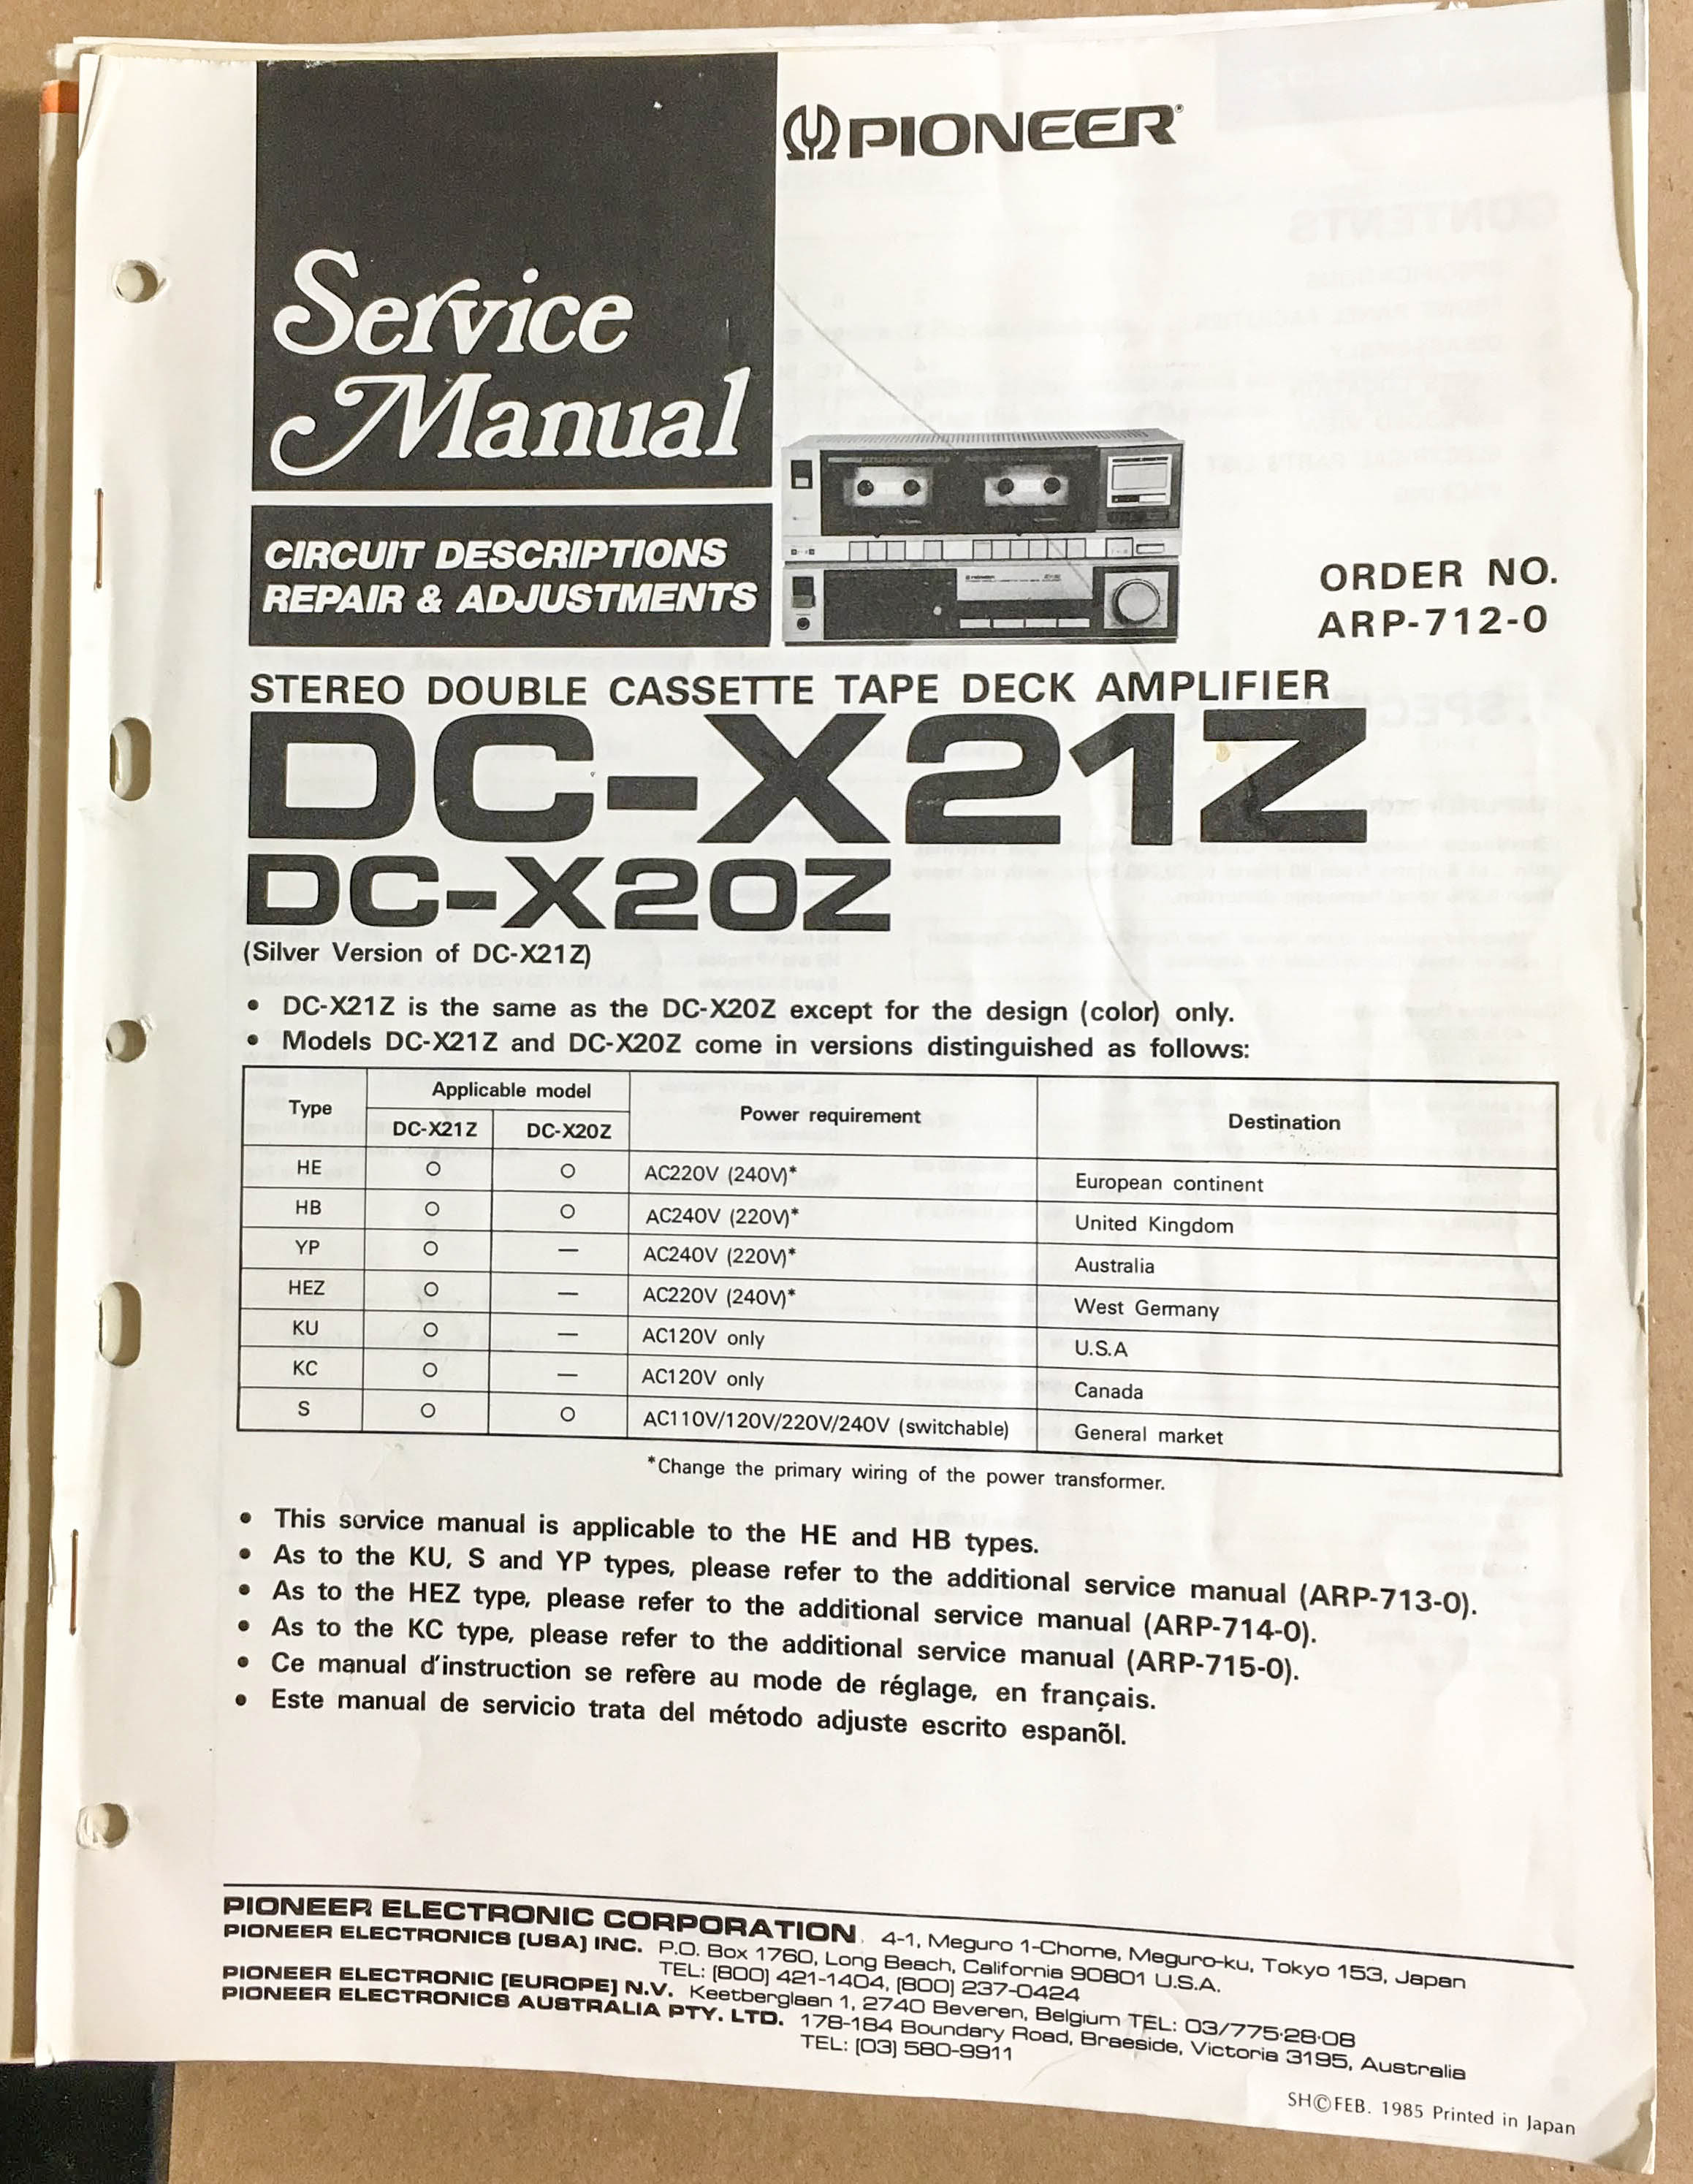 PIONEER®
Service
Manual
CIRCUIT DESCRIPTIONS
REPAIR & ADJUSTMENTS
ORDER NO.
ARP-712-0
STEREO DOUBLE CASSETTE TAPE DECK AMPLIFIER
DC-X21Z
DC-X20Z
(Silver Version of DC-X21Z)
• DC-X21Z is the same as the DC-X20Z except for the design (color) only.
• Models DC-X21Z and DC-X20Z come in versions distinguished as follows:
Type Applicable model Power requirement Destination
DC-X21Z DC-X20Z
HE ○ ○ AC220V (240V)* European continent
HB ○ ○ AC240V (220V)* United Kingdom
YP ○ — AC240V (220V)* Australia
HEZ ○ — AC220V (240V)* West Germany
KU ○ — AC120V only U.S.A
KC ○ — AC120V only Canada
S ○ ○ AC110V/120V/220V/240V (switchable) General market
*Change the primary wiring of the power transformer.
• This service manual is applicable to the HE and HB types.
• As to the KU, S and YP types, please refer to the additional service manual (ARP-713-0).
• As to the HEZ type, please refer to the additional service manual (ARP-714-0).
• As to the KC type, please refer to the additional service manual (ARP-715-0).
• Ce manual d'instruction se refère au mode de réglage, en français.
• Este manual de servicio trata del método adjuste escrito espanõl.
PIONEER ELECTRONIC CORPORATION 4-1, Meguro 1-Chome, Meguro-ku, Tokyo 153, Japan
PIONEER ELECTRONICS [USA] INC. P.O. Box 1760, Long Beach, California 90801 U.S.A.
TEL: [800] 421-1404, [800] 237-0424
PIONEER ELECTRONIC [EUROPE] N.V. Keetberglaan 1, 2740 Beveren, Belgium TEL: 03/775·28·08
PIONEER ELECTRONICS AUSTRALIA PTY. LTD. 178-184 Boundary Road, Braeside, Victoria 3195, Australia
TEL: [03] 580-9911
SH©FEB. 1985 Printed in Japan